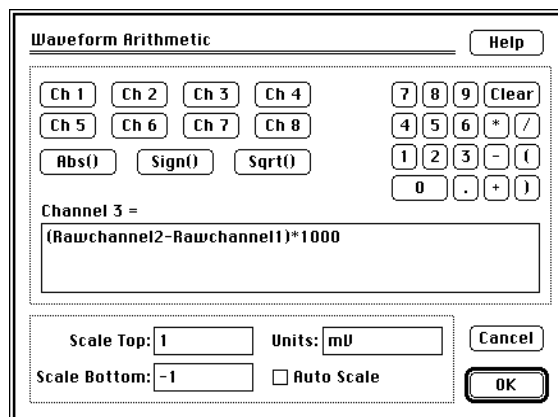 Waveform Arithmetic
Help
Ch 1 Ch 2 Ch 3 Ch 4 7 8 9 Clear
Ch 5 Ch 6 Ch 7 Ch 8 4 5 6 * /
Abs() Sign() Sqrt() 1 2 3 - (
0 . + )
Channel 3 =
(Rawchannel2-Rawchannel1)*1000
Scale Top: 1 Units: mV Cancel
Scale Bottom: -1 Auto Scale OK